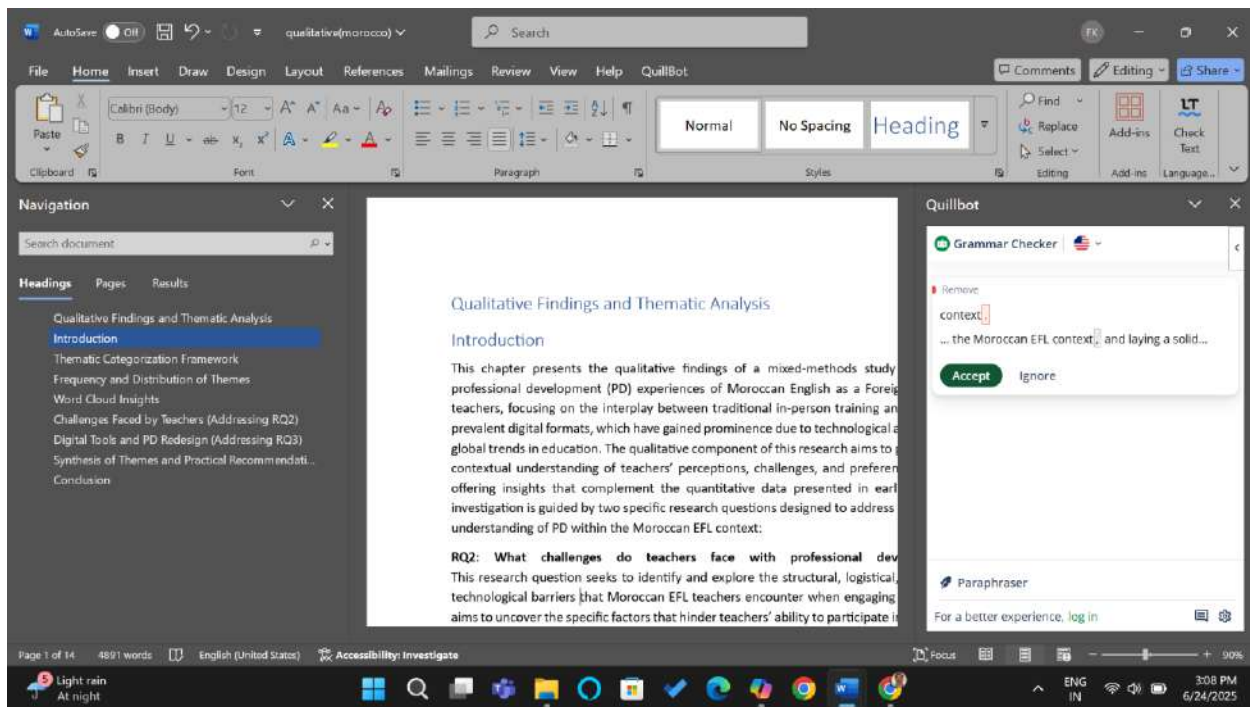 AutoSave Off qualitative(morocco) Search FK
File Home Insert Draw Design Layout References Mailings Review View Help QuillBot Comments Editing Share
Paste
Clipboard
Calibri (Body) 12
Font
Paragraph
Normal No Spacing Heading
Styles
Find
Replace
Select
Editing
Add-ins
Add-ins
Check Text
Language...
Navigation
Search document
Headings Pages Results
Qualitative Findings and Thematic Analysis
Introduction
Thematic Categorization Framework
Frequency and Distribution of Themes
Word Cloud Insights
Challenges Faced by Teachers (Addressing RQ2)
Digital Tools and PD Redesign (Addressing RQ3)
Synthesis of Themes and Practical Recommendati...
Conclusion
Qualitative Findings and Thematic Analysis
Introduction
This chapter presents the qualitative findings of a mixed-methods study
professional development (PD) experiences of Moroccan English as a Foreig
teachers, focusing on the interplay between traditional in-person training an
prevalent digital formats, which have gained prominence due to technological a
global trends in education. The qualitative component of this research aims to p
contextual understanding of teachers' perceptions, challenges, and preferen
offering insights that complement the quantitative data presented in earl
investigation is guided by two specific research questions designed to address
understanding of PD within the Moroccan EFL context:
RQ2: What challenges do teachers face with professional dev
This research question seeks to identify and explore the structural, logistical,
technological barriers that Moroccan EFL teachers encounter when engaging
aims to uncover the specific factors that hinder teachers' ability to participate i
Quillbot
Grammar Checker
Remove
context,
... the Moroccan EFL context, and laying a solid...
Accept Ignore
Paraphraser
For a better experience, log in
Page 1 of 14 4891 words English (United States) Accessibility: Investigate Focus 90%
5 Light rain
At night
ENG
IN
3:08 PM
6/24/2025